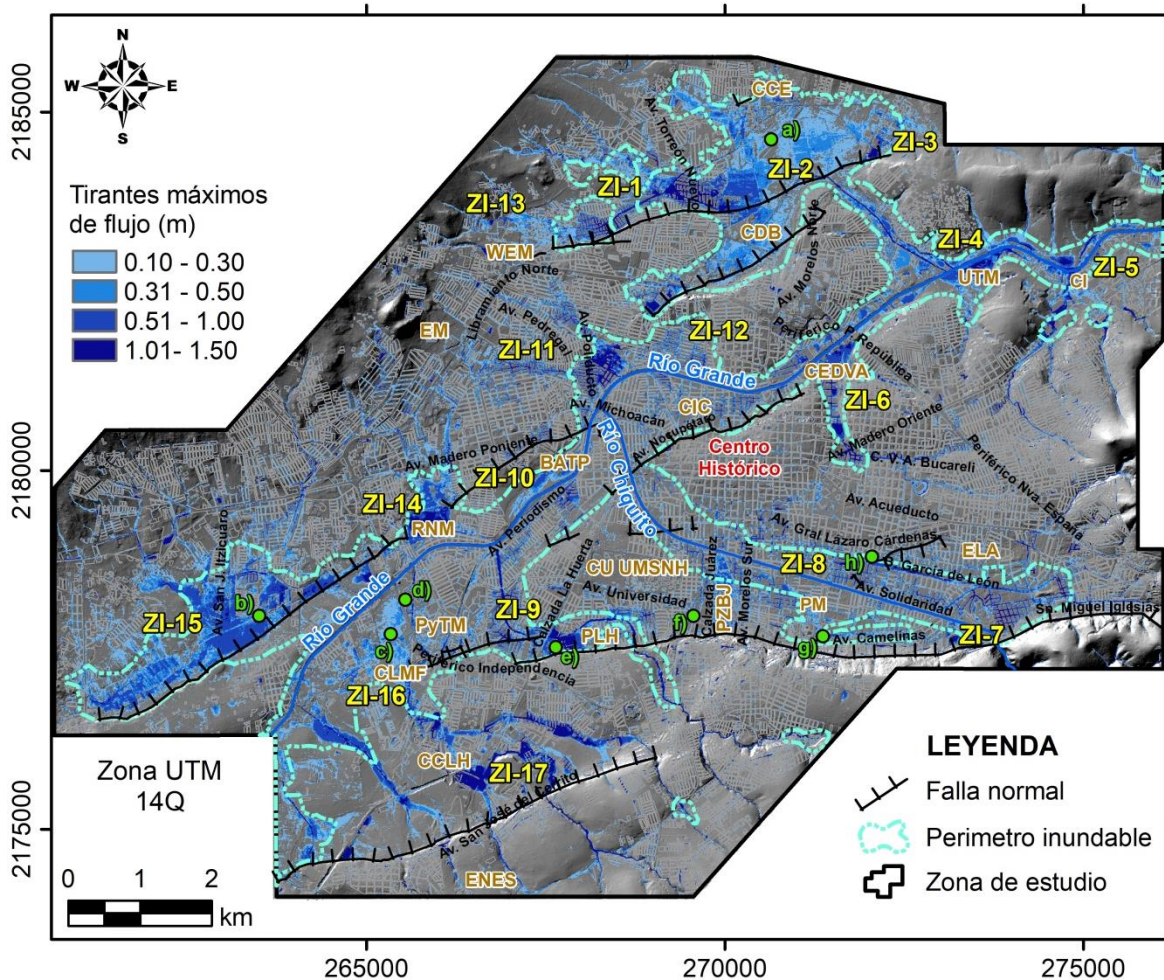 N
W E
S
2185000
2180000
2175000
265000
270000
275000
Tirantes máximos
de flujo (m)
0.10 - 0.30
0.31 - 0.50
0.51 - 1.00
1.01- 1.50
CCE
a)
Av. Torreón Nuevo
ZI-3
ZI-2
ZI-1
ZI-13
WEM
CDB
Av. Morelos Norte
ZI-4
UTM
CI
ZI-5
Libramiento Norte
EM
Av. Pedregal
ZI-11
Av. Poniente
ZI-12
Periférico P. República
Río Grande
CEDVA
ZI-6
Av. Michoacán
CIC
Av. Nocupétaro
Av. Madero Poniente
Centro
Histórico
Av. Madero Oriente
C. V. A. Bucareli
Periférico Nva. España
ZI-10
BATP
Río Chiquito
ZI-14
RNM
Av. Periodismo
Av. Acueducto
Av. Gral Lázaro Cárdenas
ZI-8
h)
B. García de León
ELA
Av. San J. Itzícuaro
CU UMSNH
Calzada La Huerta
Av. Universidad
Calzada Juárez
PZBJ
Av. Morelos Sur
Av. Solidaridad
PM
Sn. Miguel Iglesias
b)
ZI-15
Río Grande
d)
ZI-9
f)
c)
PyTM
PLH
e)
g)
Av. Camelinas
ZI-7
Periférico Independencia
CLMF
ZI-16
CCLH
ZI-17
Av. San José del Cerrito
ENES
Zona UTM
14Q
0 1 2
km
LEYENDA
Falla normal
Perimetro inundable
Zona de estudio